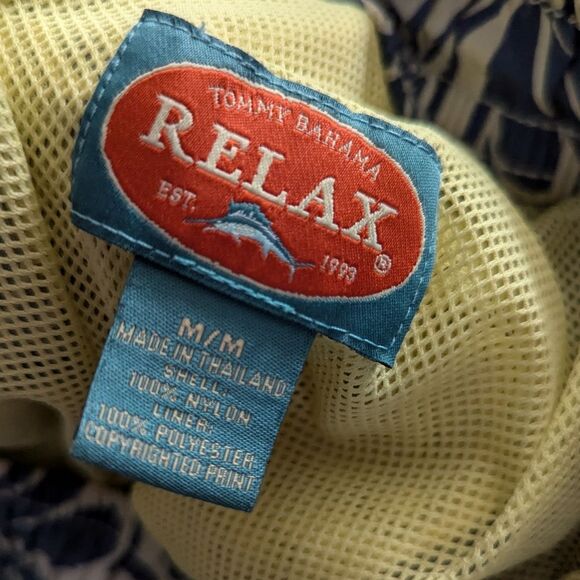 TOMMY BAHAMA
RELAX®
EST. 1993
M/M
MADE IN THAILAND
SHELL:
100% NYLON
LINER:
100% POLYESTER
COPYRIGHTED PRINT